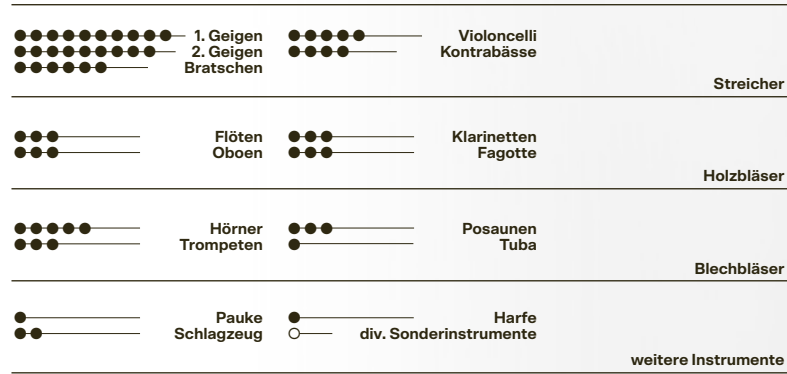 1. Geigen
2. Geigen
Bratschen
Violoncelli
Kontrabässe
Streicher
Flöten
Oboen
Klarinetten
Fagotte
Holzbläser
Hörner
Trompeten
Posaunen
Tuba
Blechbläser
Pauke
Schlagzeug
Harfe
div. Sonderinstrumente
weitere Instrumente